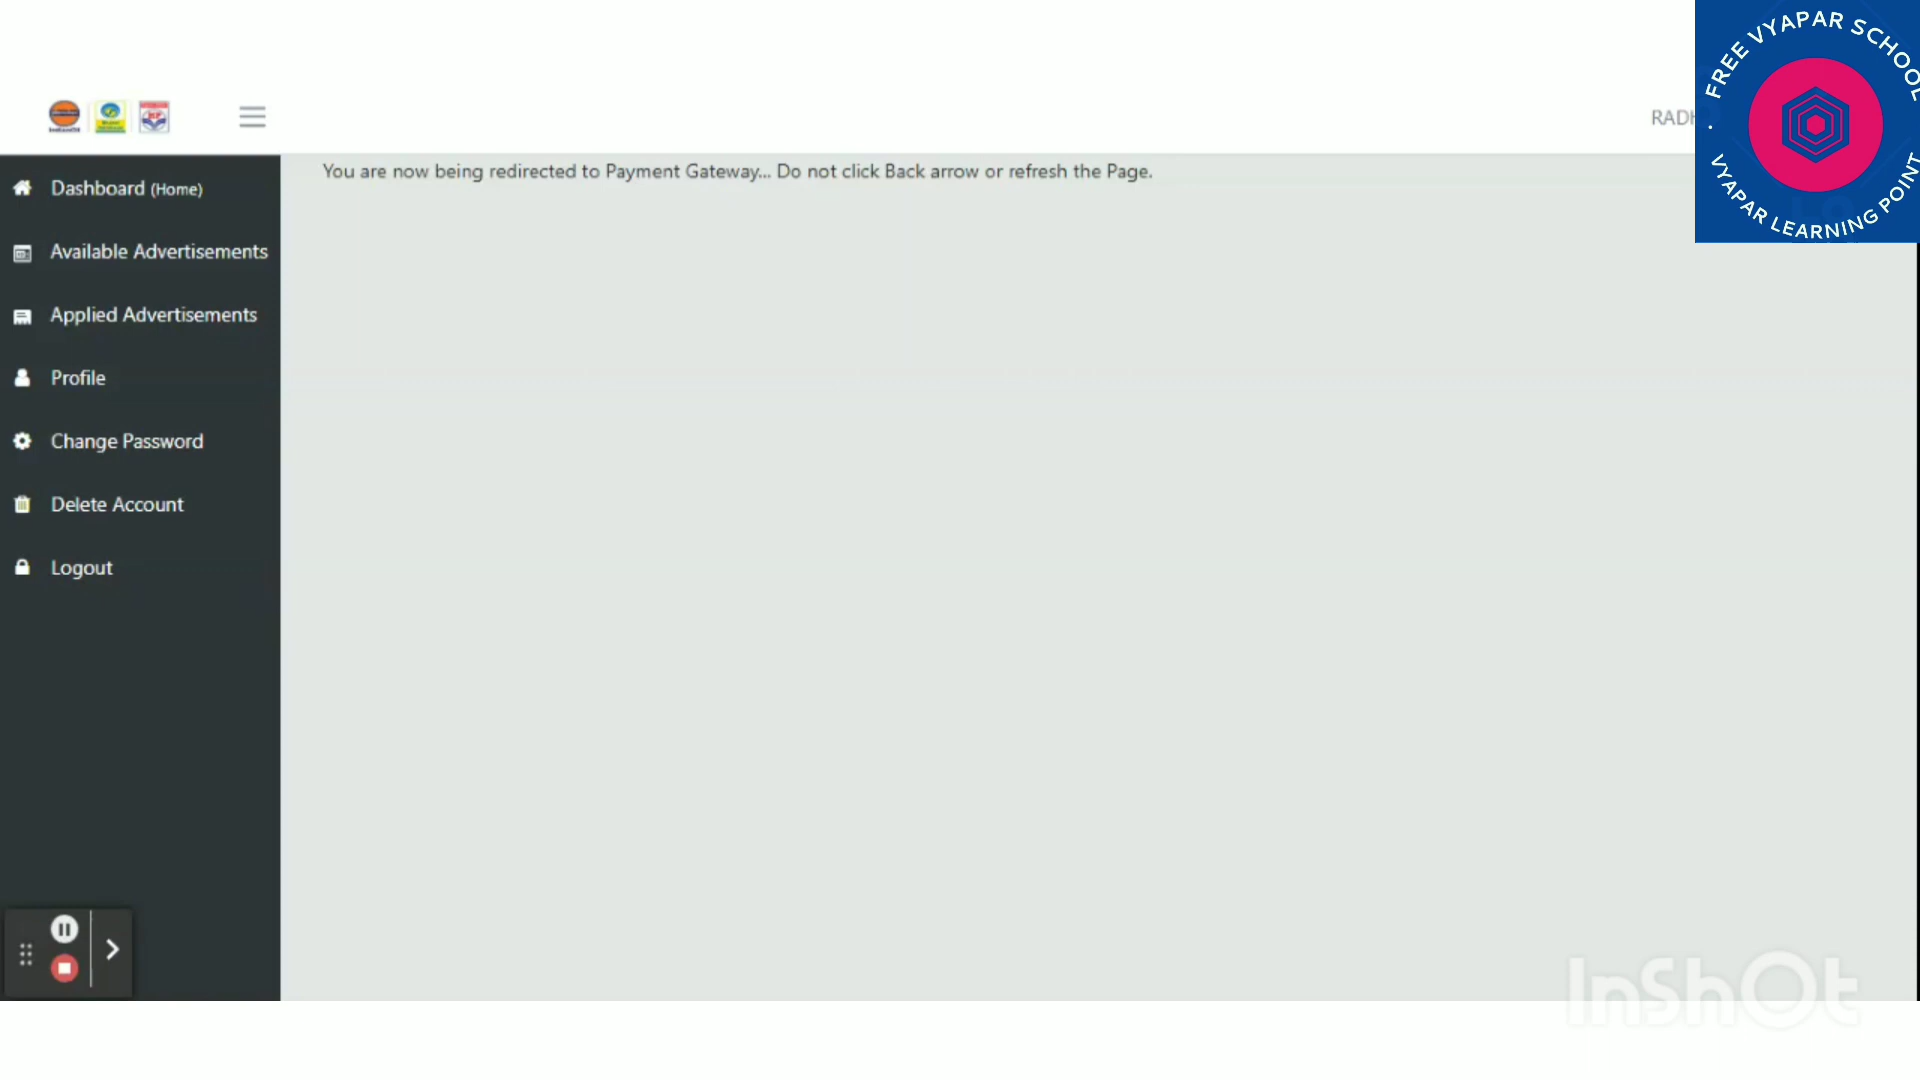 FREE VYAPAR SCHOOL
VYAPAR LEARNING POINT
You are now being redirected to Payment Gateway... Do not click Back arrow or refresh the Page.
Dashboard (Home)
Available Advertisements
Applied Advertisements
Profile
Change Password
Delete Account
Logout
InShOt